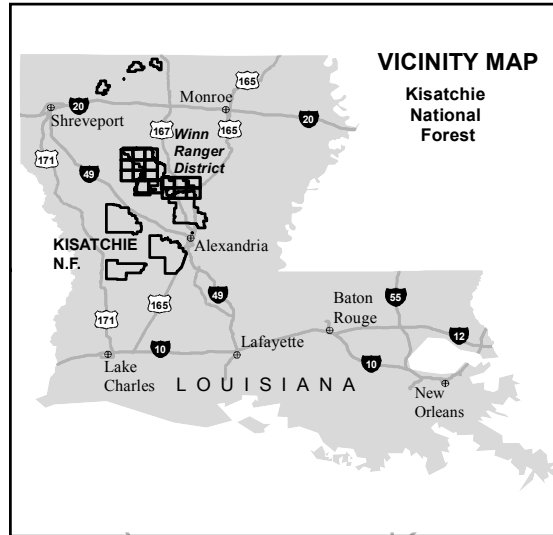 VICINITY MAP
Kisatchie
National
Forest
165
Monroe
20
Shreveport
167
Winn
Ranger
District
165
20
171
49
KISATCHIE
N.F.
Alexandria
165
49
171
Baton
Rouge
55
12
10
Lafayette
10
Lake
Charles
LOUISIANA
New
Orleans